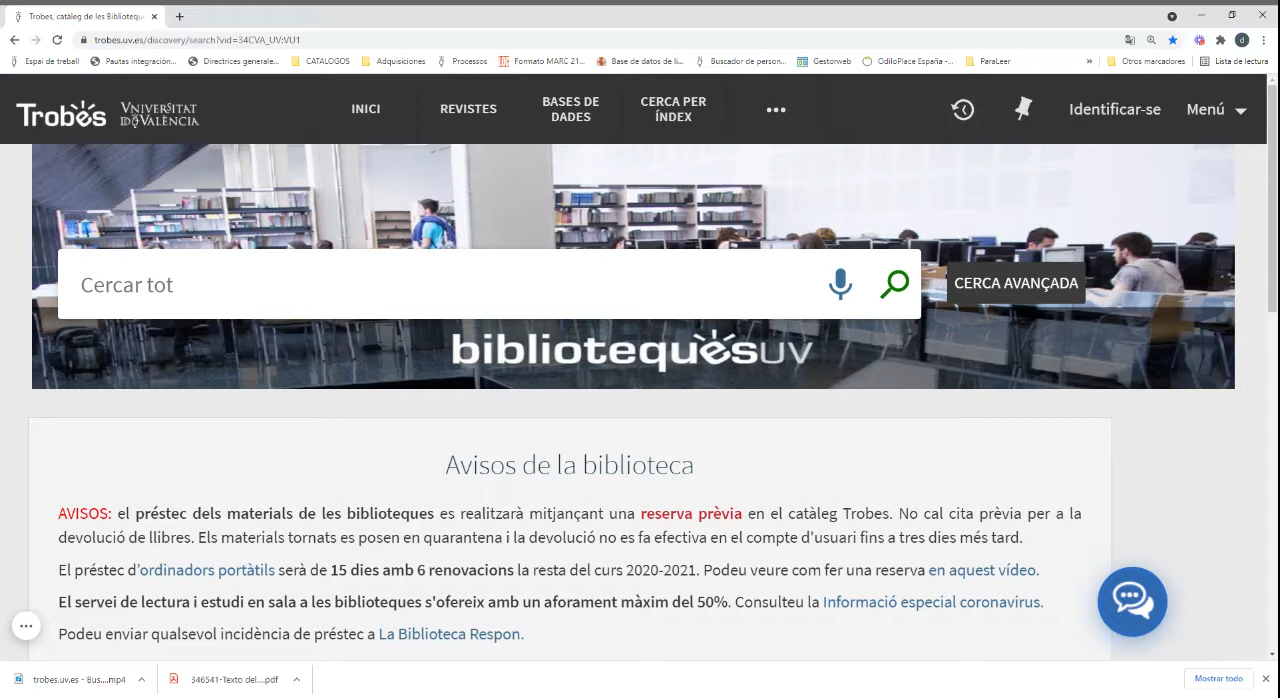 Trobes, catàleg de les Biblioteque
trobes.uv.es/discovery/search?vid=34CVA_UV:VU1
d
Espai de treball
Pautas integración...
Directrices generale...
CATÁLOGOS
Adquisiciones
Processos
Formato MARC 21...
Base de datos de li...
Buscador de person...
Gestorweb
OdiloPlace España -...
ParaLeer
»
Otros marcadores
Lista de lectura
Trobes
VNIVERSITAT
D VALÈNCIA
INICI
REVISTES
BASES DE
DADES
CERCA PER
ÍNDEX
•••
Identificar-se
Menú
Cercar tot
CERCA AVANÇADA
bibliotequesuv
Avisos de la biblioteca
AVISOS: el préstec dels materials de les biblioteques es realitzarà mitjançant una reserva prèvia en el catàleg Trobes. No cal cita prèvia per a la
devolució de llibres. Els materials tornats es posen en quarantena i la devolució no es fa efectiva en el compte d'usuari fins a tres dies més tard.
El préstec d'ordinadors portàtils serà de 15 dies amb 6 renovacions la resta del curs 2020-2021. Podeu veure com fer una reserva en aquest vídeo.
El servei de lectura i estudi en sala a les biblioteques s'ofereix amb un aforament màxim del 50%. Consulteu la Informació especial coronavirus.
Podeu enviar qualsevol incidència de préstec a La Biblioteca Respon.
trobes.uv.es - Bus....mp4
346541-Texto del....pdf
Mostrar todo